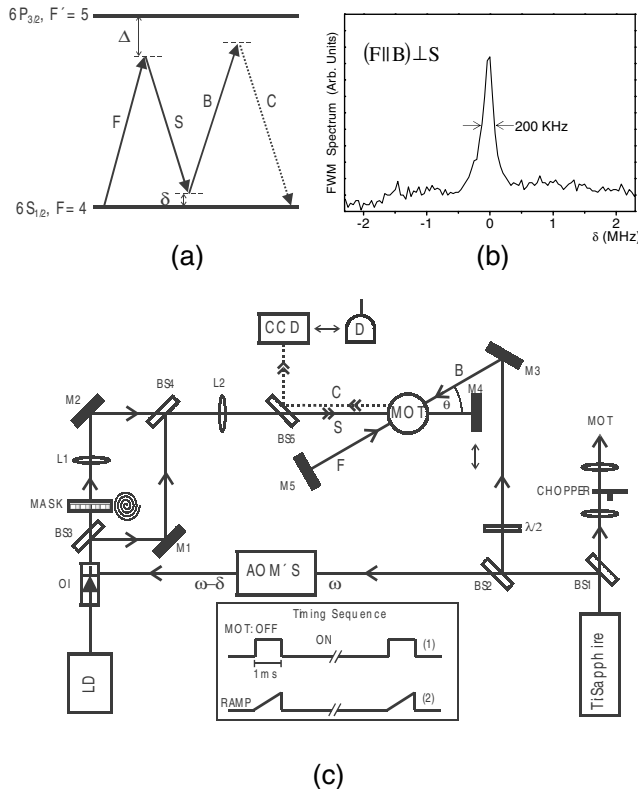 6P3/2, F´= 5
Δ
F
S
B
C
δ
6S1/2, F= 4
(a)
FWM Spectrum (Arb. Units)
(F||B)⊥S
200 KHz
-2
-1
0
1
2
δ (MHz)
(b)
CCD
D
M2
BS4
L2
C
S
F
B
M3
M4
θ
MOT
BS5
M5
L1
MASK
BS3
M1
OI
LD
AOM´S
ω–δ
ω
λ/2
BS2
BS1
MOT
CHOPPER
TiSapphire
Timing Sequence
MOT: OFF
ON
(1)
1ms
RAMP
(2)
(c)